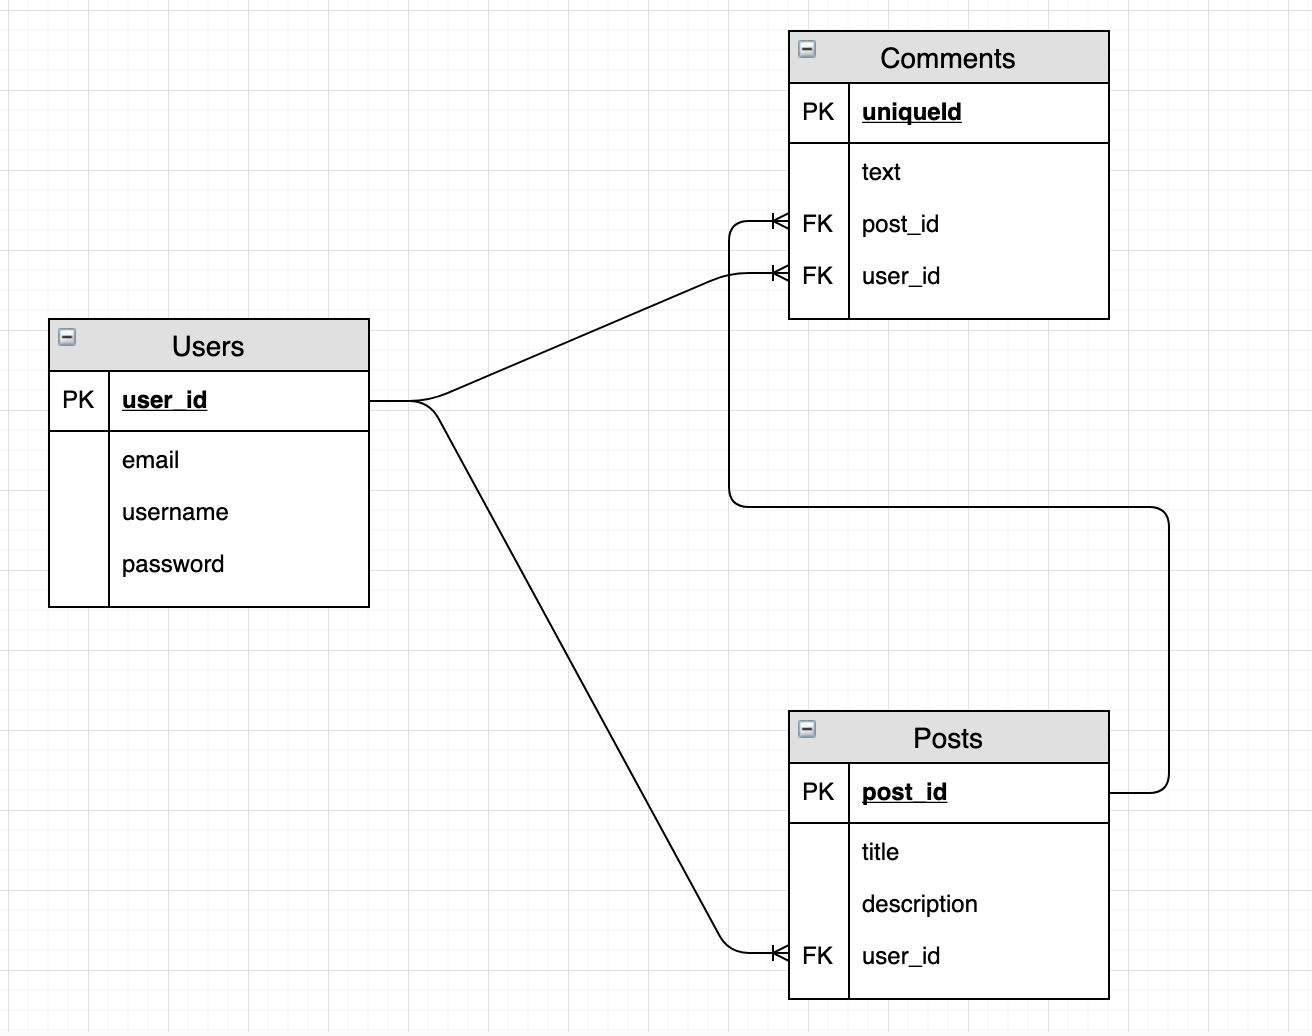 Comments
PK uniqueId
text
FK post_id
FK user_id
Users
PK user_id
email
username
password
Posts
PK post_id
title
description
FK user_id